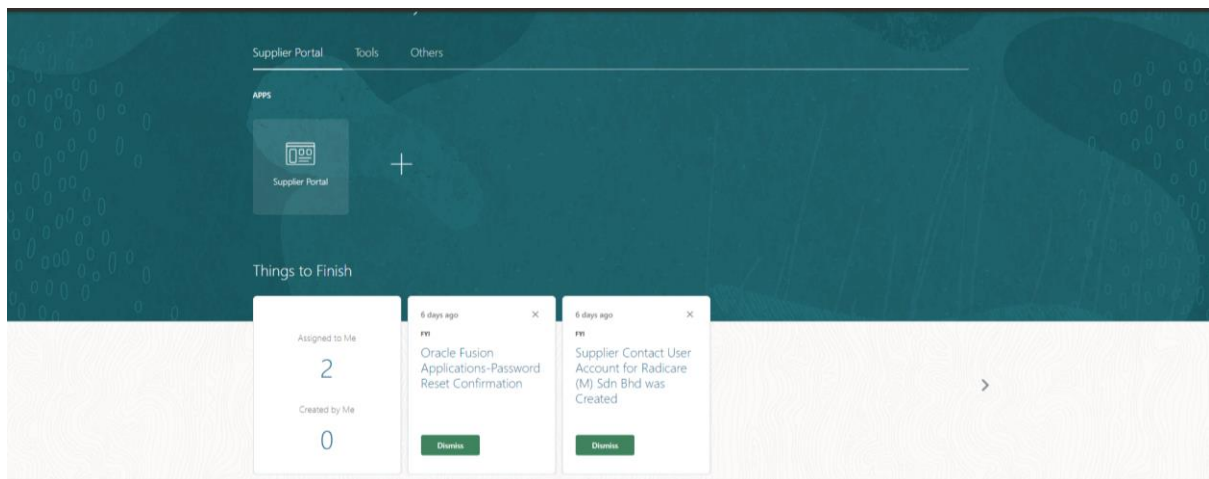 Supplier Portal Tools Others
APPS
Supplier Portal
Things to Finish
Assigned to Me
2
Created by Me
0
6 days ago
FYI
Oracle Fusion
Applications-Password
Reset Confirmation
Dismiss
6 days ago
FYI
Supplier Contact User
Account for Radicare
(M) Sdn Bhd was
Created
Dismiss